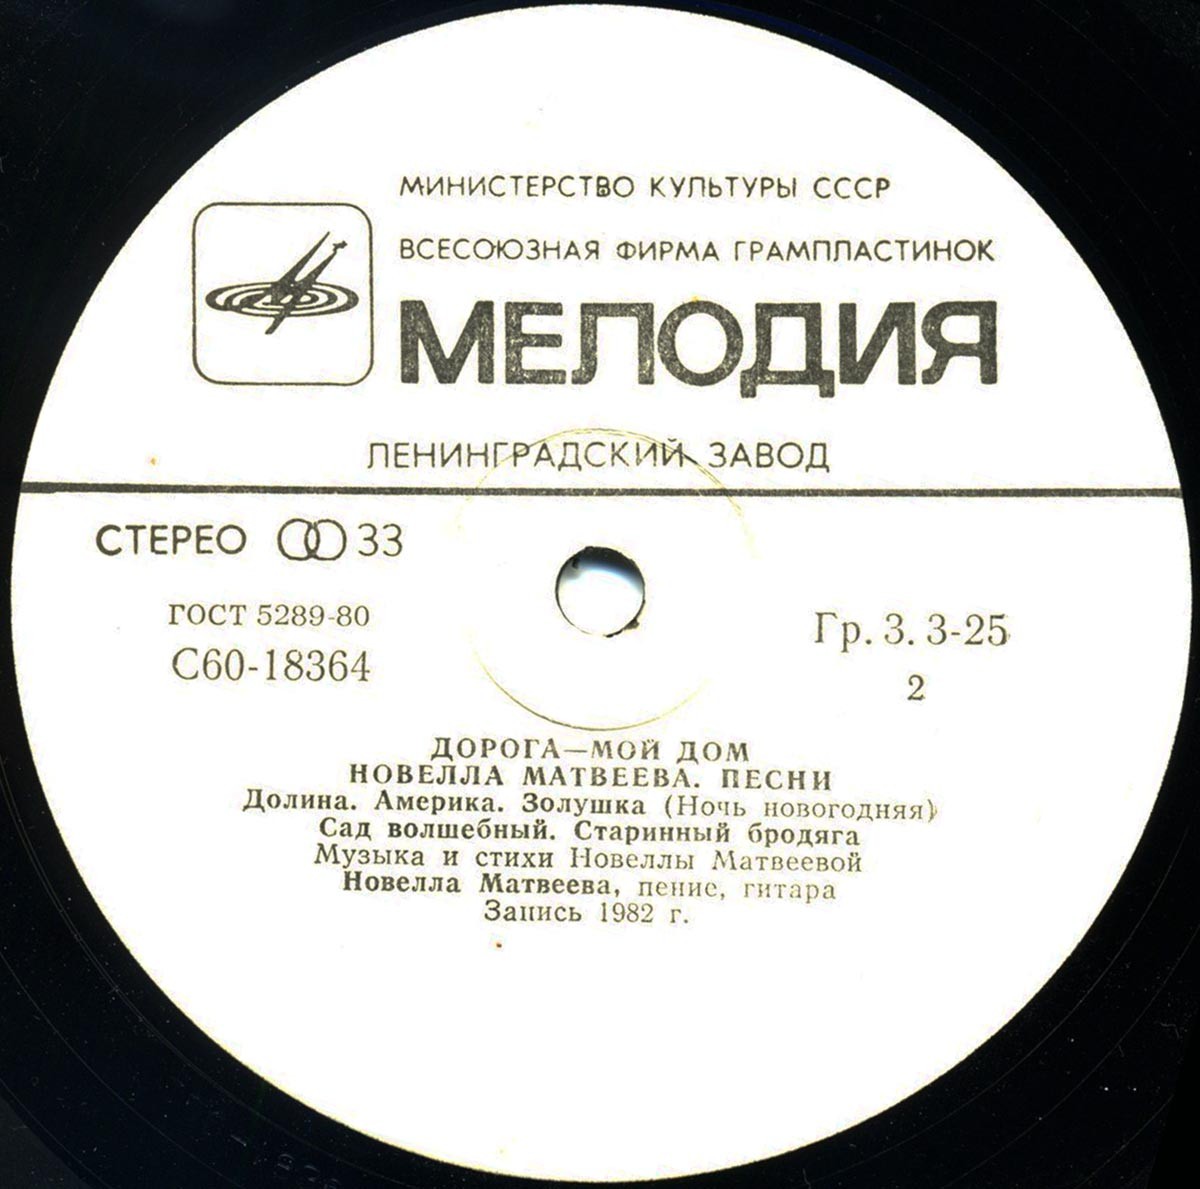 МИНИСТЕРСТВО КУЛЬТУРЫ СССР
ВСЕСОЮЗНАЯ ФИРМА ГРАМПЛАСТИНОК
МЕЛОДИЯ
ЛЕНИНГРАДСКИЙ ЗАВОД
СТЕРЕО 33
ГОСТ 5289-80
С60-18364
Гр. 3. 3-25
2
ДОРОГА—МОЙ ДОМ
НОВЕЛЛА МАТВЕЕВА. ПЕСНИ
Долина. Америка. Золушка (Ночь новогодняя)
Сад волшебный. Старинный бродяга
Музыка и стихи Новеллы Матвеевой
Новелла Матвеева, пение, гитара
Запись 1982 г.